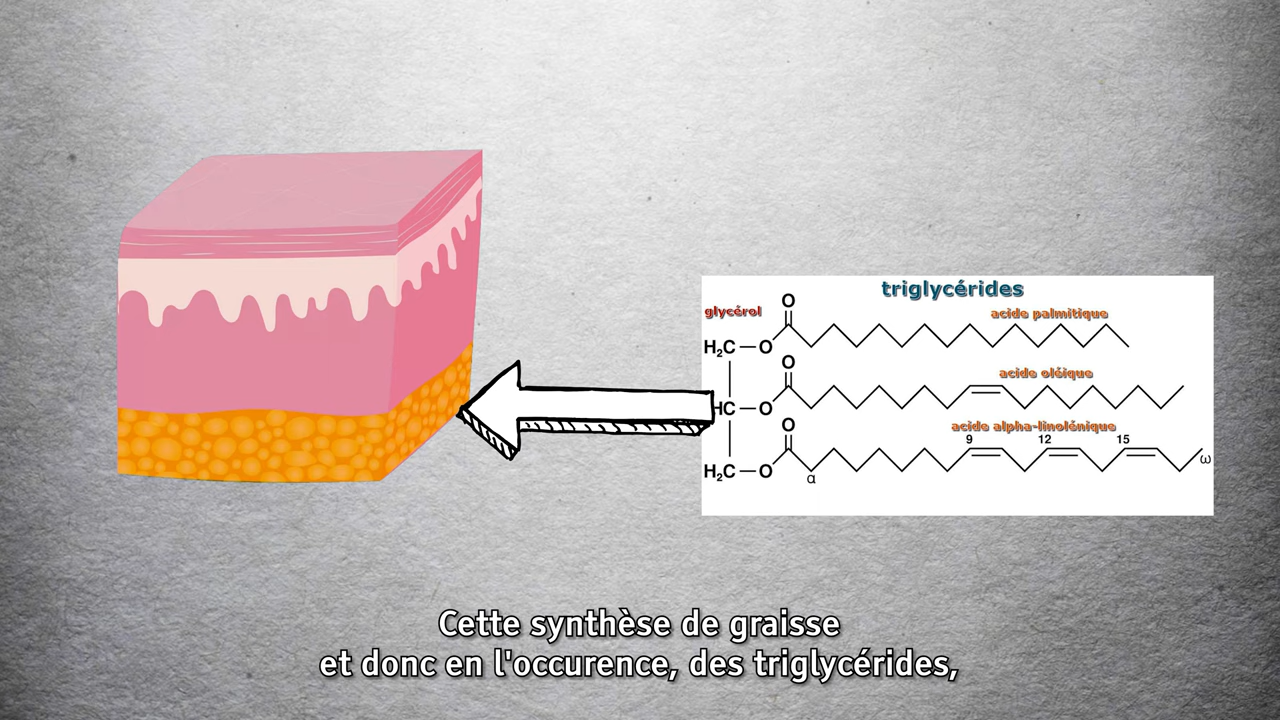 triglycérides
glycérol
acide palmitique
O
H₂C — O
O
acide oléique
HC — O
acide alpha-linolénique
O
9 12 15
H₂C — O
α
ω
Cette synthèse de graisse
et donc en l'occurence, des triglycérides,